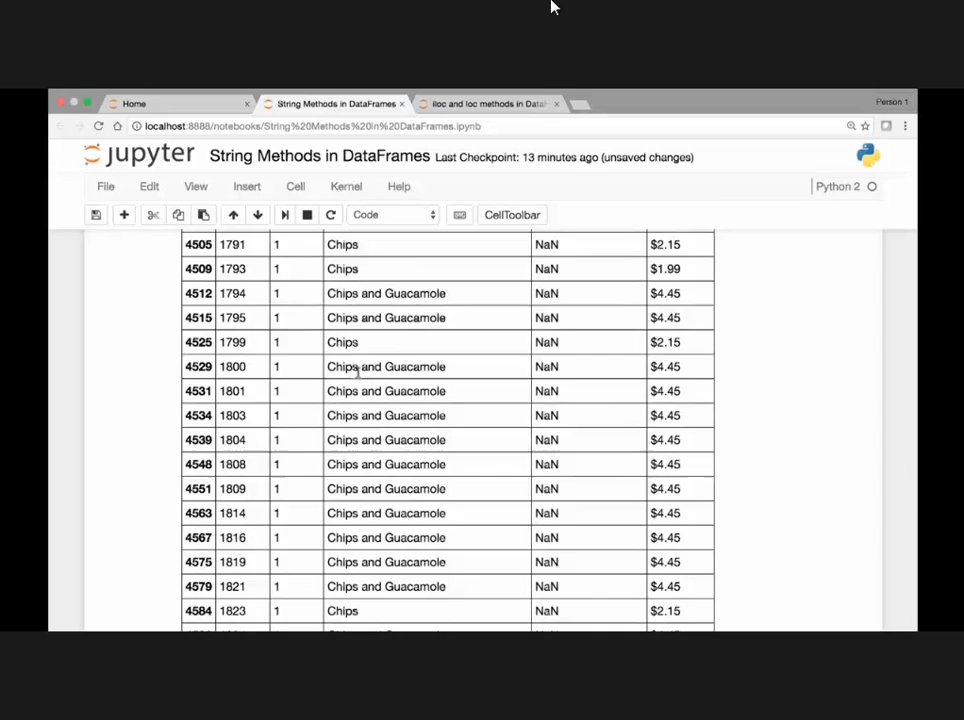 Home
String Methods in DataFrames
iloc and loc methods in DataF
Person 1
localhost:8888/notebooks/String%20Methods%20in%20DataFrames.ipynb
jupyter String Methods in DataFrames Last Checkpoint: 13 minutes ago (unsaved changes)
File Edit View Insert Cell Kernel Help Python 2
Code CellToolbar
4505 1791 1 Chips NaN $2.15
4509 1793 1 Chips NaN $1.99
4512 1794 1 Chips and Guacamole NaN $4.45
4515 1795 1 Chips and Guacamole NaN $4.45
4525 1799 1 Chips NaN $2.15
4529 1800 1 Chips and Guacamole NaN $4.45
4531 1801 1 Chips and Guacamole NaN $4.45
4534 1803 1 Chips and Guacamole NaN $4.45
4539 1804 1 Chips and Guacamole NaN $4.45
4548 1808 1 Chips and Guacamole NaN $4.45
4551 1809 1 Chips and Guacamole NaN $4.45
4563 1814 1 Chips and Guacamole NaN $4.45
4567 1816 1 Chips and Guacamole NaN $4.45
4575 1819 1 Chips and Guacamole NaN $4.45
4579 1821 1 Chips and Guacamole NaN $4.45
4584 1823 1 Chips NaN $2.15